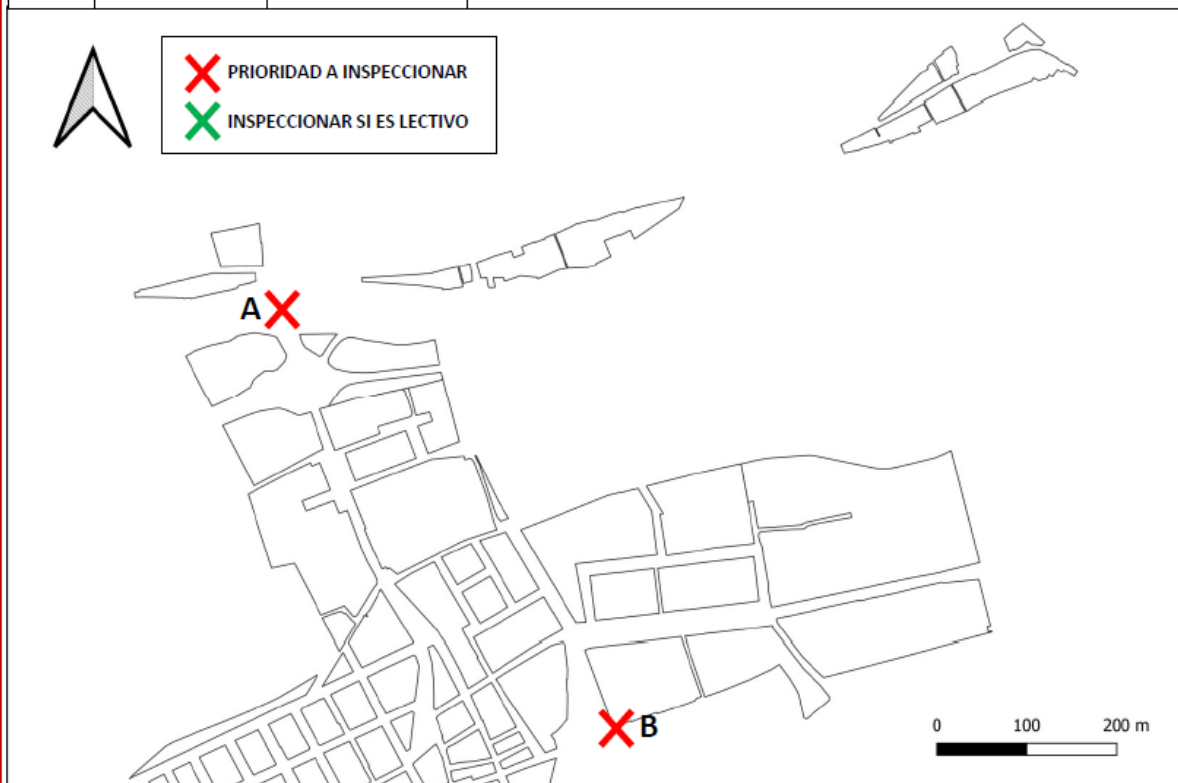 PRIORIDAD A INSPECCIONAR
INSPECCIONAR SI ES LECTIVO
A
B
0 100 200 m